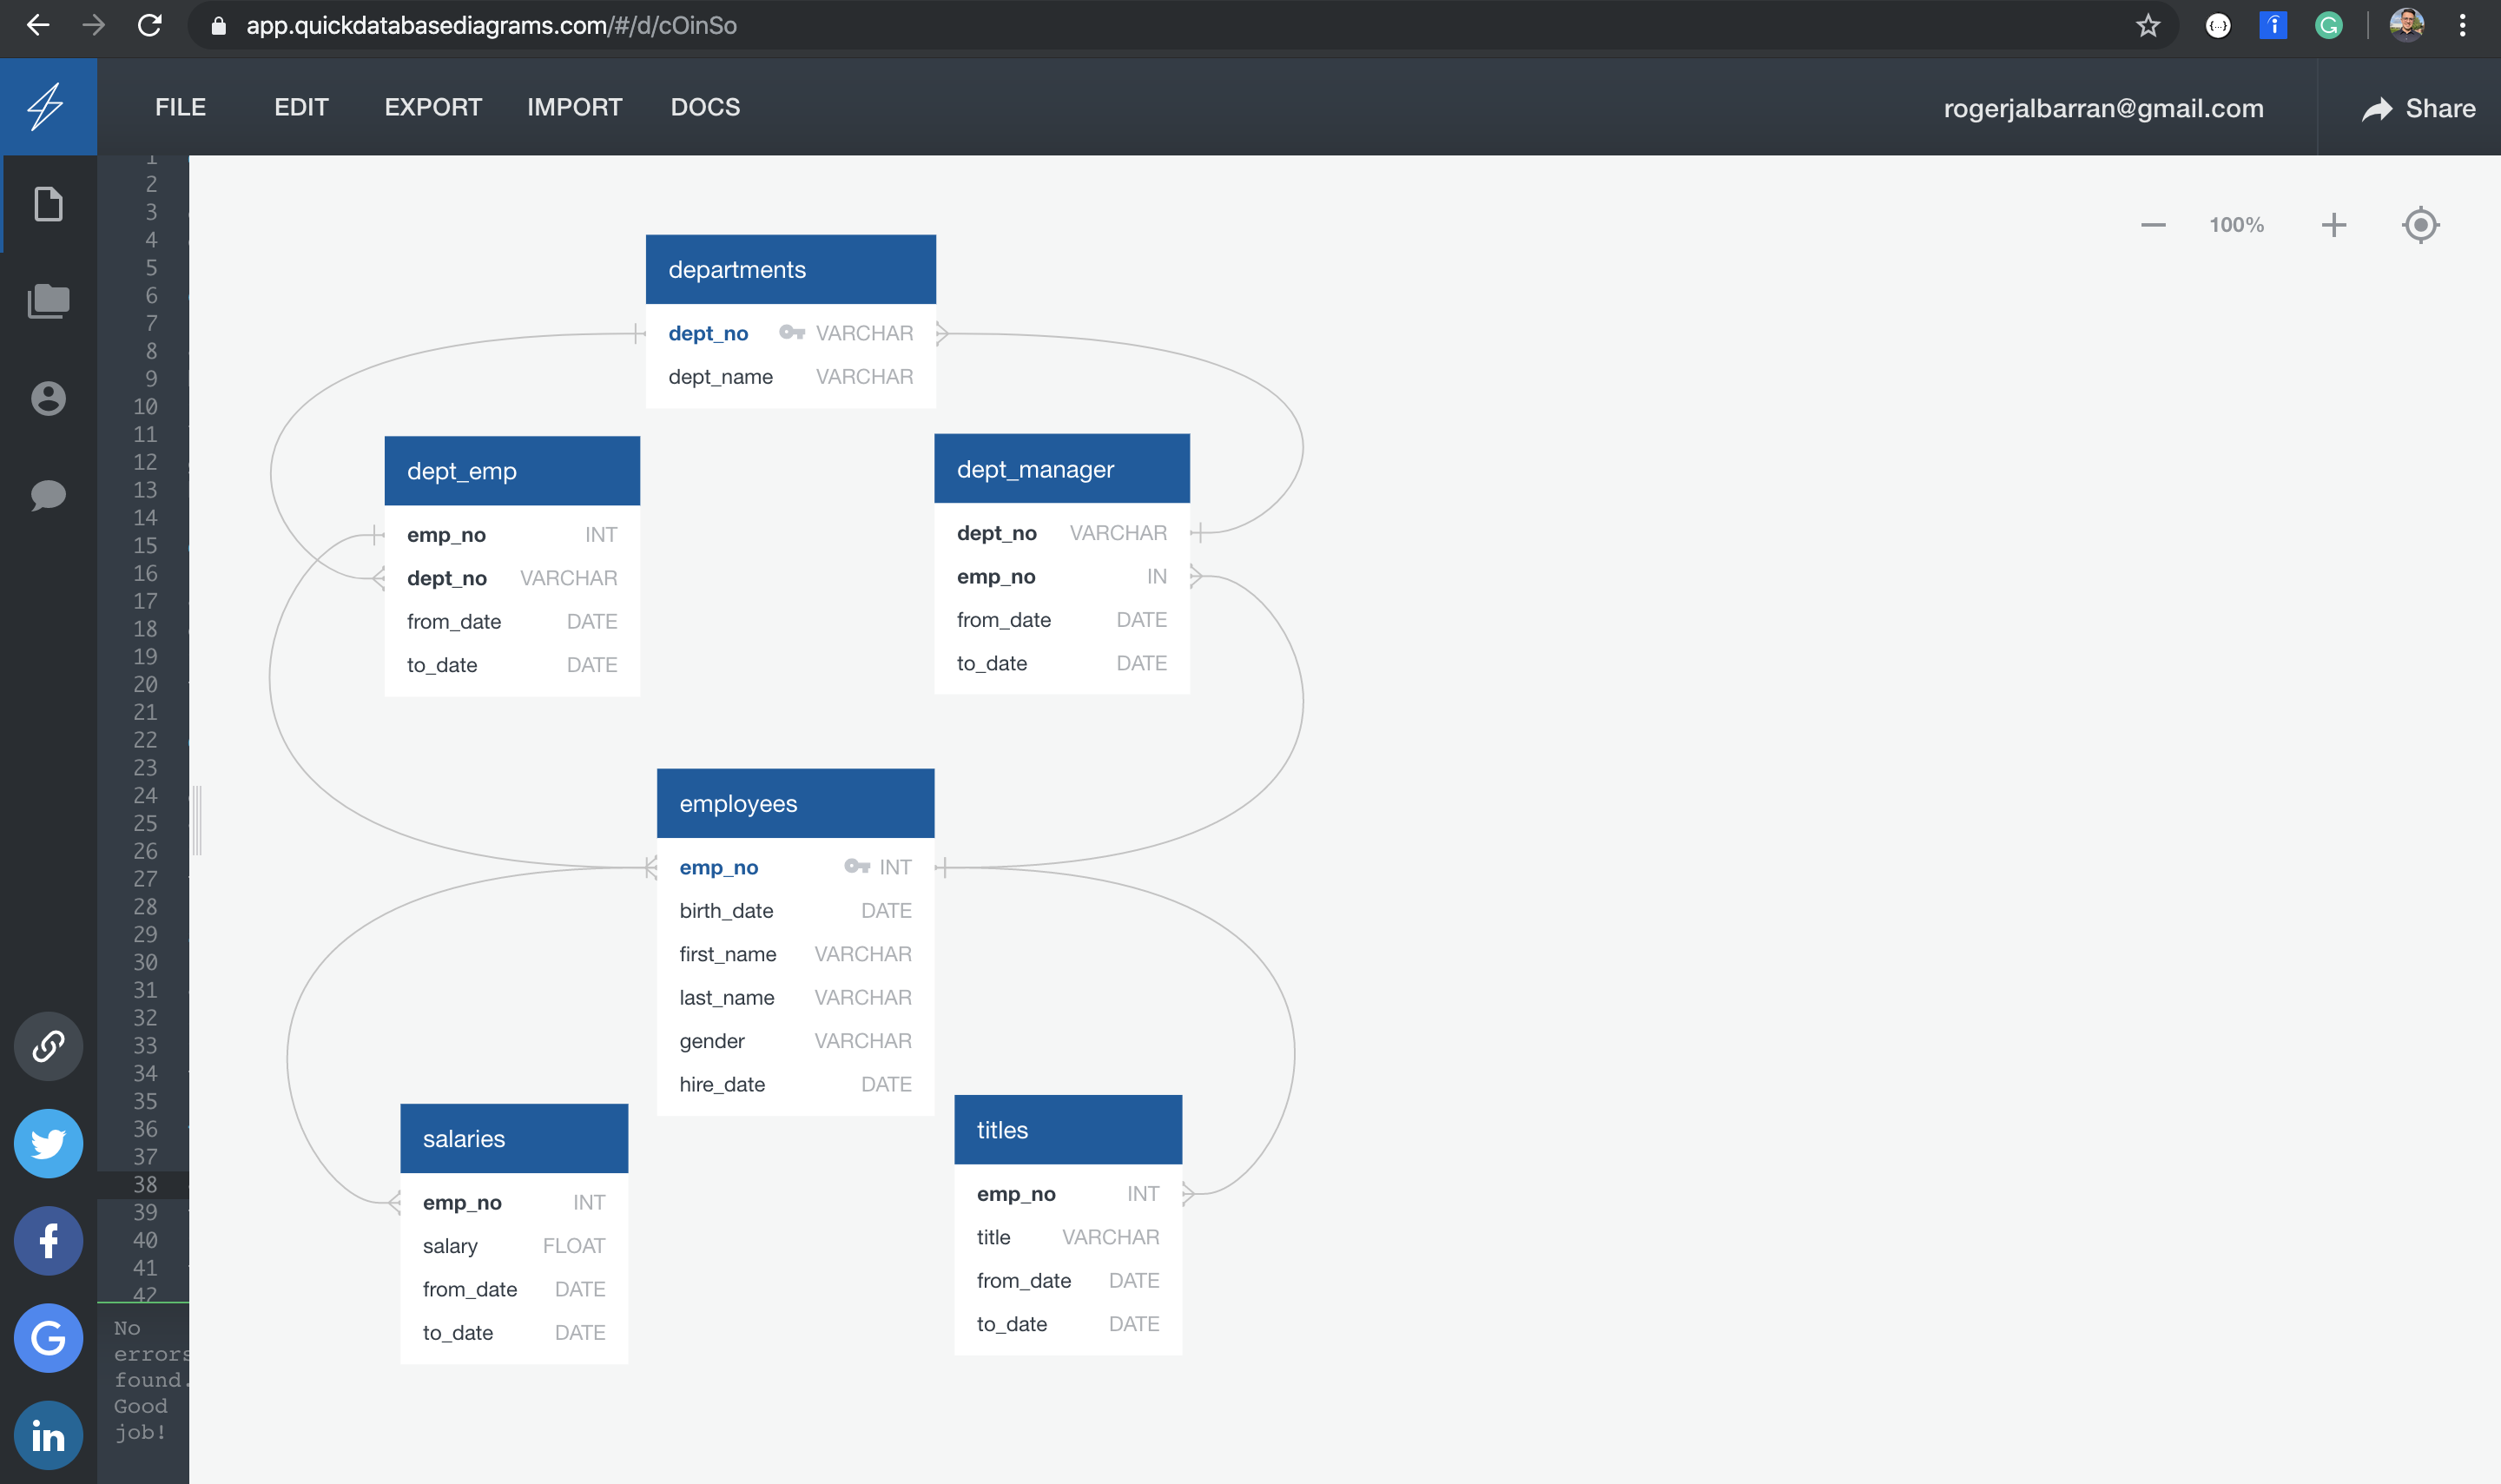 app.quickdatabasediagrams.com/#/d/cOinSo
FILE EDIT EXPORT IMPORT DOCS rogerjalbarran@gmail.com Share
100%
1
2
3
4
5
6
7
8
9
10
11
12
13
14
15
16
17
18
19
20
21
22
23
24
25
26
27
28
29
30
31
32
33
34
35
36
37
38
39
40
41
42
No
errors
found.
Good
job!
departments
dept_no VARCHAR
dept_name VARCHAR
dept_emp
emp_no INT
dept_no VARCHAR
from_date DATE
to_date DATE
dept_manager
dept_no VARCHAR
emp_no IN
from_date DATE
to_date DATE
employees
emp_no INT
birth_date DATE
first_name VARCHAR
last_name VARCHAR
gender VARCHAR
hire_date DATE
salaries
emp_no INT
salary FLOAT
from_date DATE
to_date DATE
titles
emp_no INT
title VARCHAR
from_date DATE
to_date DATE